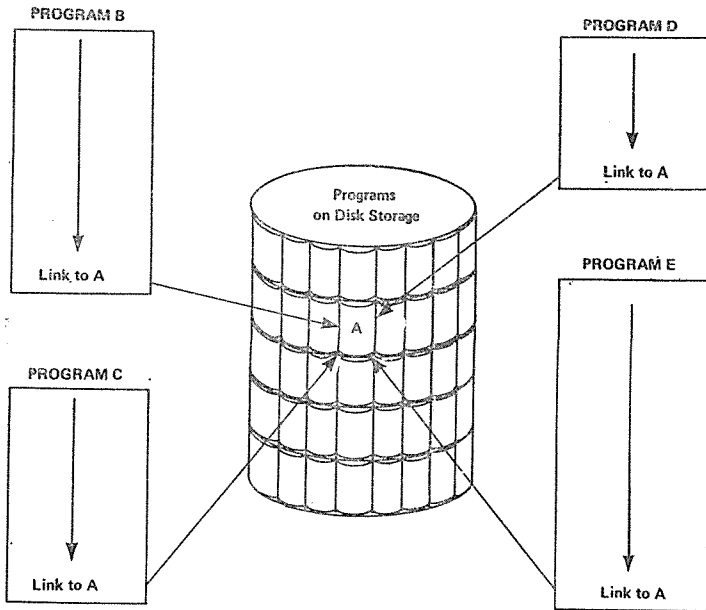 PROGRAM B
Link to A
PROGRAM D
Link to A
Programs
on Disk Storage
A
PROGRAM C
Link to A
PROGRAM E
Link to A